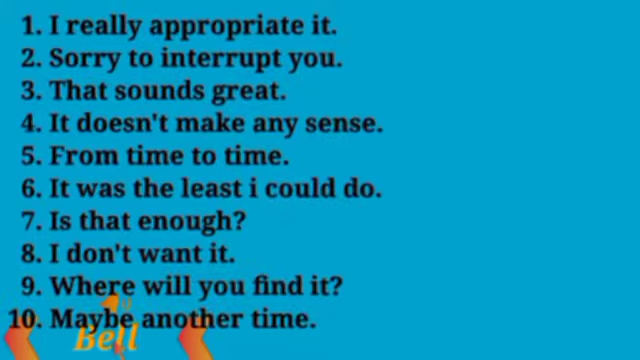 1. I really appropriate it.
2. Sorry to interrupt you.
3. That sounds great.
4. It doesn't make any sense.
5. From time to time.
6. It was the least i could do.
7. Is that enough?
8. I don't want it.
9. Where will you find it?
10. Maybe another time.
Bell